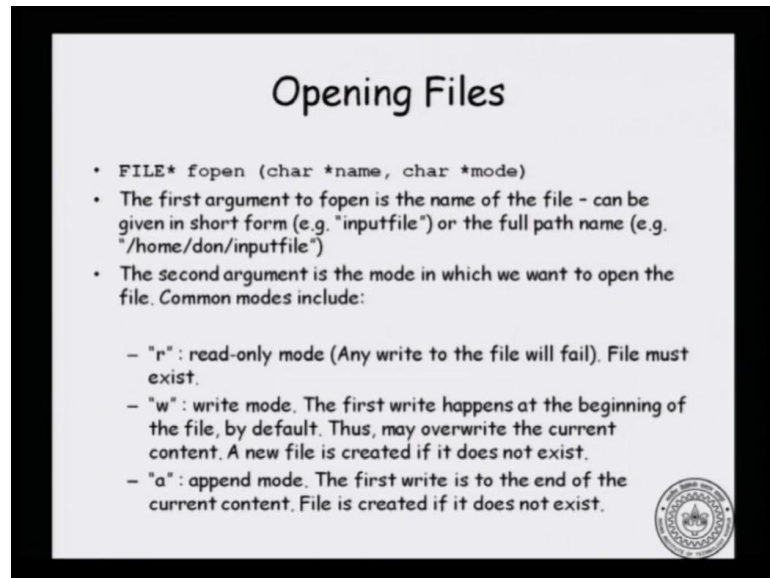 Opening Files
• FILE* fopen (char *name, char *mode)
• The first argument to fopen is the name of the file - can be
given in short form (e.g. "inputfile") or the full path name (e.g.
"/home/don/inputfile")
• The second argument is the mode in which we want to open the
file. Common modes include:
– "r" : read-only mode (Any write to the file will fail). File must
exist.
– "w" : write mode. The first write happens at the beginning of
the file, by default. Thus, may overwrite the current
content. A new file is created if it does not exist.
– "a" : append mode. The first write is to the end of the
current content. File is created if it does not exist.